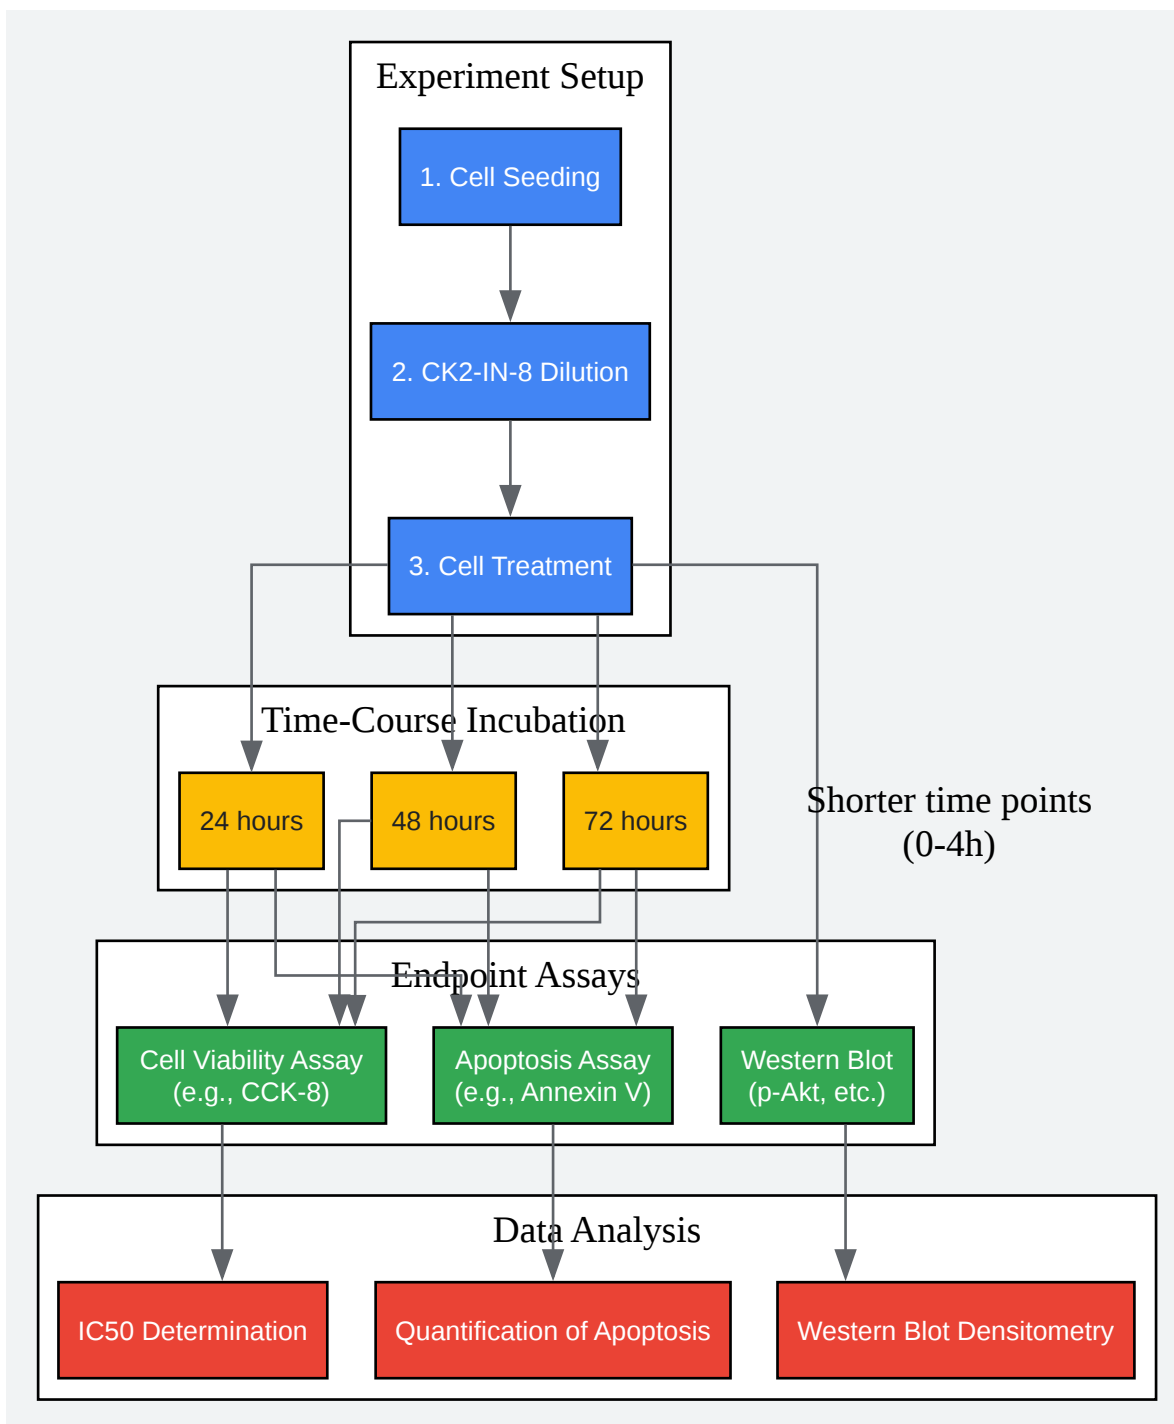 Experiment Setup
1. Cell Seeding
2. CK2-IN-8 Dilution
3. Cell Treatment
Time-Course Incubation
24 hours
48 hours
72 hours
Shorter time points
(0-4h)
Endpoint Assays
Cell Viability Assay
(e.g., CCK-8)
Apoptosis Assay
(e.g., Annexin V)
Western Blot
(p-Akt, etc.)
Data Analysis
IC50 Determination
Quantification of Apoptosis
Western Blot Densitometry